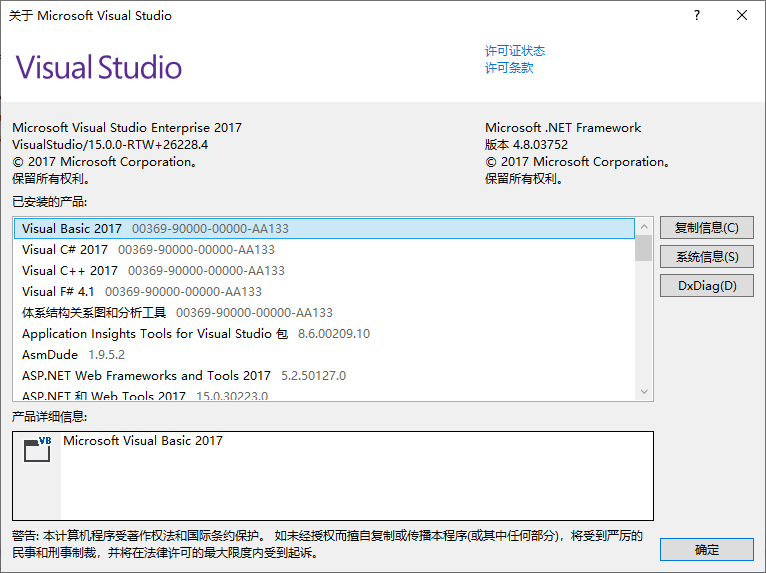 关于 Microsoft Visual Studio
?
Visual Studio
许可证状态
许可条款
Microsoft Visual Studio Enterprise 2017
VisualStudio/15.0.0-RTW+26228.4
© 2017 Microsoft Corporation。
保留所有权利。
Microsoft .NET Framework
版本 4.8.03752
© 2017 Microsoft Corporation。
保留所有权利。
已安装的产品:
Visual Basic 2017 00369-90000-00000-AA133
Visual C# 2017 00369-90000-00000-AA133
Visual C++ 2017 00369-90000-00000-AA133
Visual F# 4.1 00369-90000-00000-AA133
体系结构关系图和分析工具 00369-90000-00000-AA133
Application Insights Tools for Visual Studio 包 8.6.00209.10
AsmDude 1.9.5.2
ASP.NET Web Frameworks and Tools 2017 5.2.50127.0
ASP.NET 和 Web Tools 2017 15.0.30223.0
复制信息(C)
系统信息(S)
DxDiag(D)
产品详细信息:
VB
Microsoft Visual Basic 2017
警告: 本计算机程序受著作权法和国际条约保护。 如未经授权而擅自复制或传播本程序(或其中任何部分)，将受到严厉的
民事和刑事制裁，并将在法律许可的最大限度内受到起诉。
确定